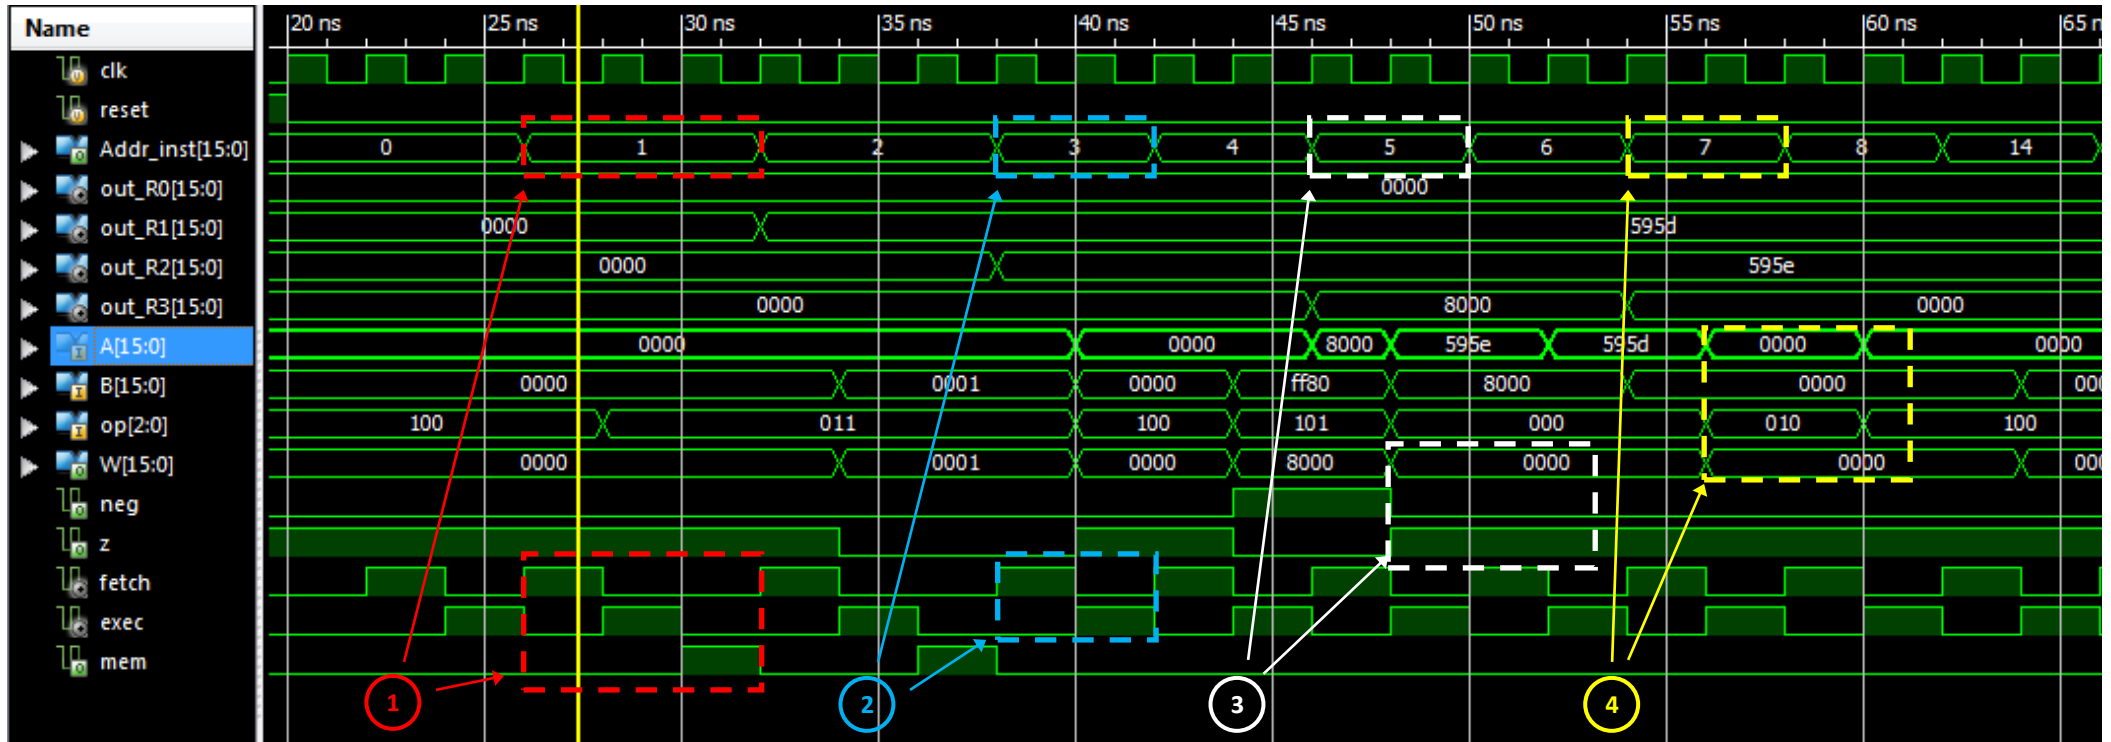 Name 20 ns 25 ns 30 ns 35 ns 40 ns 45 ns 50 ns 55 ns 60 ns 65 n
clk
reset
Addr_inst[15:0] 0 1 2 3 4 5 6 7 8 14
out_R0[15:0] 0000
out_R1[15:0] 0000 595d
out_R2[15:0] 0000 595e
out_R3[15:0] 0000 8000 0000
A[15:0] 0000 0000 8000 595e 595d 0000 0000
B[15:0] 0000 0001 0000 ff80 8000 0000 00
op[2:0] 100 011 100 101 000 010 100
W[15:0] 0000 0001 0000 8000 0000 0000 00
neg
z
fetch
exec
mem
1 2 3 4